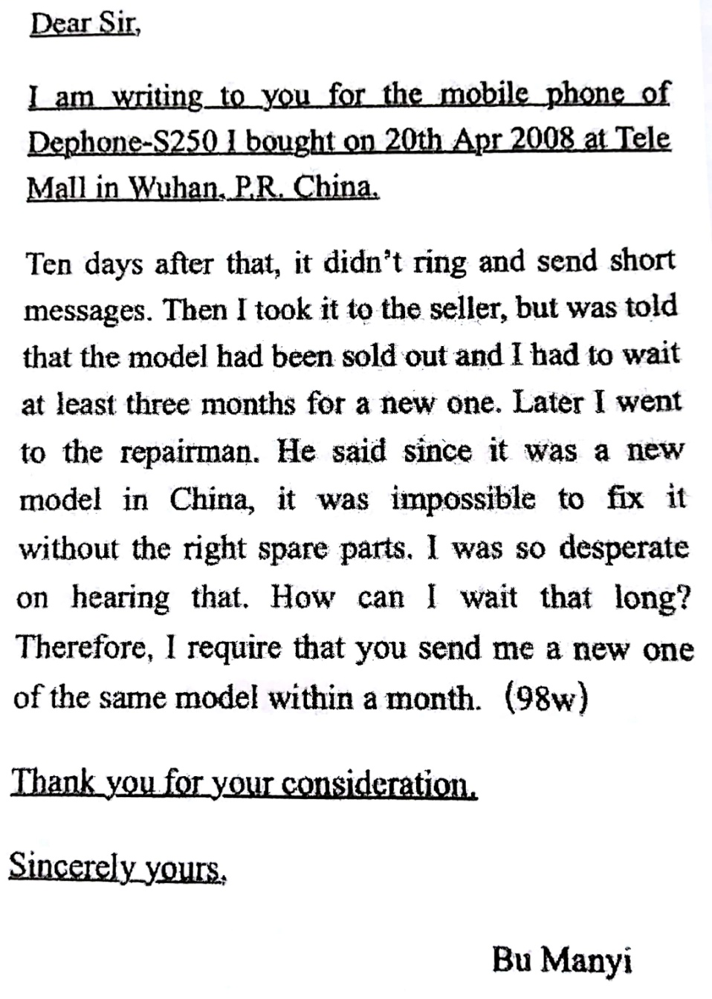 Dear Sir,
I am writing to you for the mobile phone of
Dephone-S250 I bought on 20th Apr 2008 at Tele
Mall in Wuhan, P.R. China.
Ten days after that, it didn't ring and send short
messages. Then I took it to the seller, but was told
that the model had been sold out and I had to wait
at least three months for a new one. Later I went
to the repairman. He said since it was a new
model in China, it was impossible to fix it
without the right spare parts. I was so desperate
on hearing that. How can I wait that long?
Therefore, I require that you send me a new one
of the same model within a month. (98w)
Thank you for your consideration.
Sincerely yours,
Bu Manyi